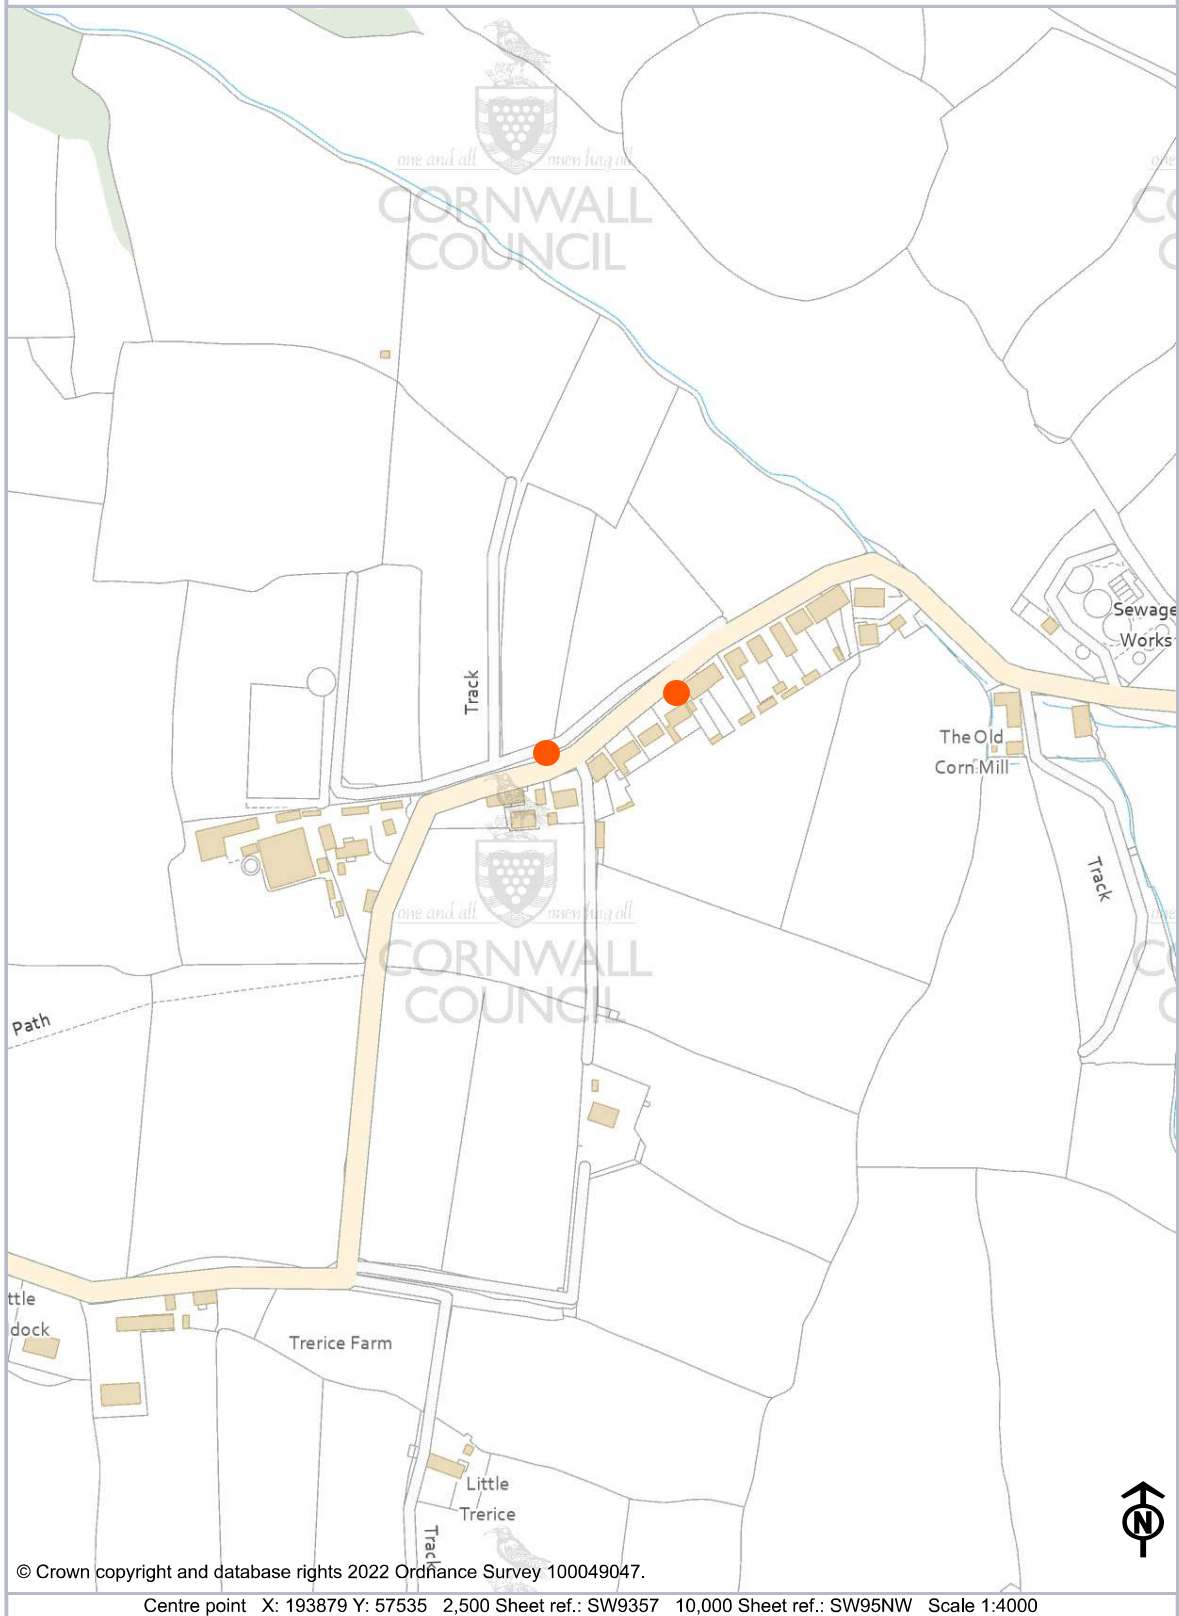 one and all onen hag oll
CORNWALL
COUNCIL
Sewage
Works
Track
The Old
Corn Mill
Track
one and all onen hag oll
CORNWALL
COUNCIL
Path
ttle
dock
Trerice Farm
Little
Trerice
Track
N
© Crown copyright and database rights 2022 Ordnance Survey 100049047.
Centre point X: 193879 Y: 57535 2,500 Sheet ref.: SW9357 10,000 Sheet ref.: SW95NW Scale 1:4000